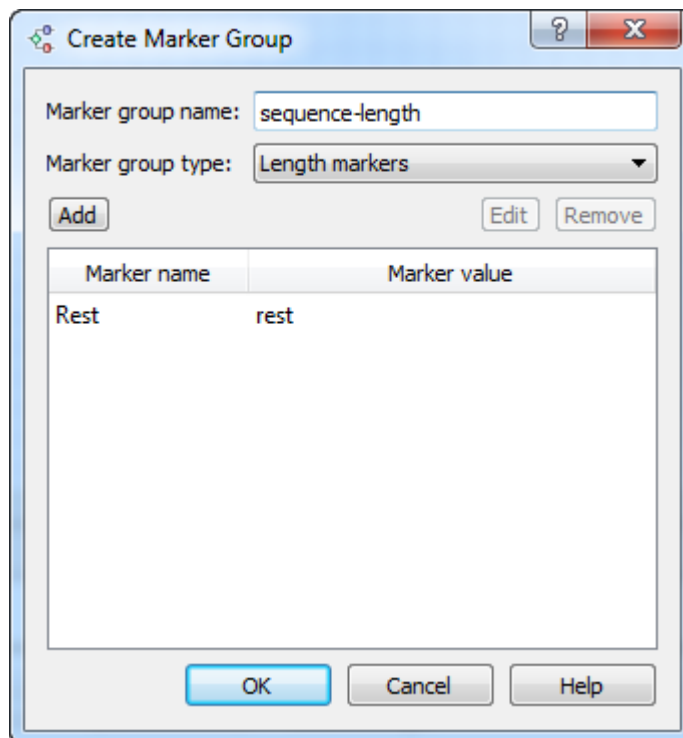 Create Marker Group
Marker group name: sequence-length
Marker group type: Length markers
Add Edit Remove
Marker name Marker value
Rest rest
OK Cancel Help